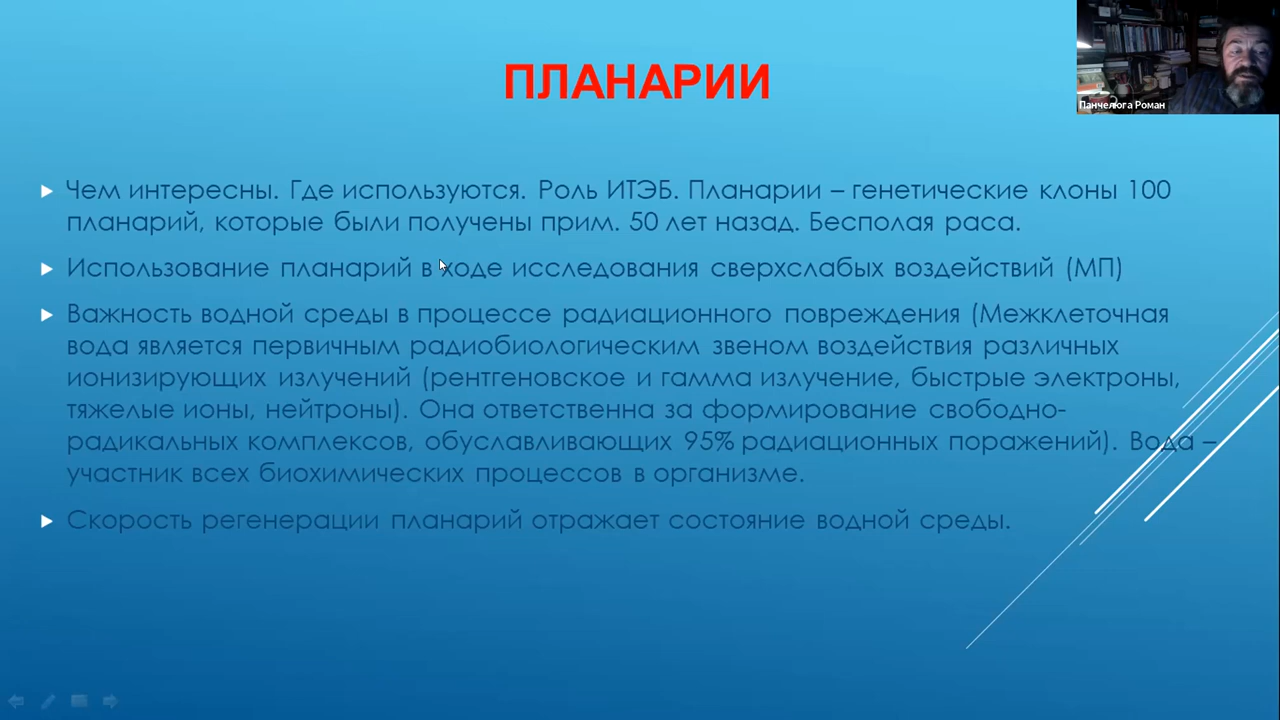 ПЛАНАРИИ
Панчелюга Роман
Чем интересны. Где используются. Роль ИТЭБ. Планарии – генетические клоны 100
планарий, которые были получены прим. 50 лет назад. Бесполая раса.
Использование планарий в ходе исследования сверхслабых воздействий (МП)
Важность водной среды в процессе радиационного повреждения (Межклеточная
вода является первичным радиобиологическим звеном воздействия различных
ионизирующих излучений (рентгеновское и гамма излучение, быстрые электроны,
тяжелые ионы, нейтроны). Она ответственна за формирование свободно-
радикальных комплексов, обуславливающих 95% радиационных поражений). Вода –
участник всех биохимических процессов в организме.
Скорость регенерации планарий отражает состояние водной среды.